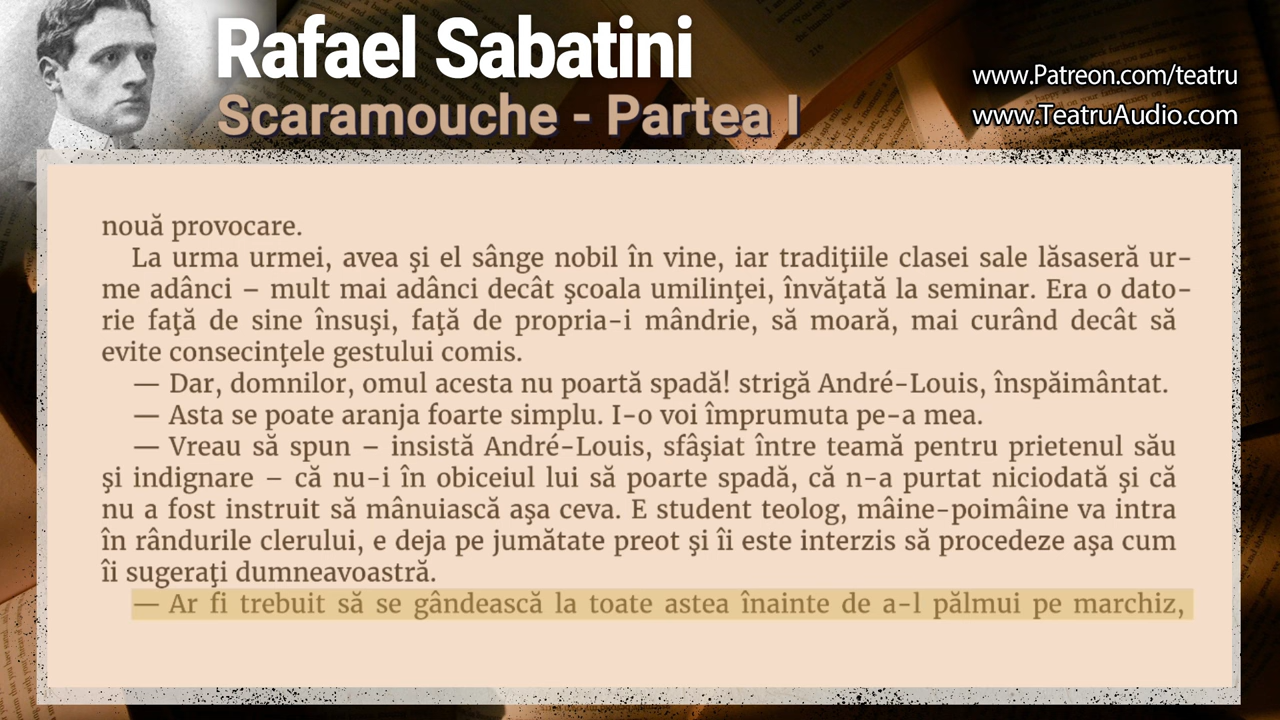 Rafael Sabatini
Scaramouche - Partea I
www.Patreon.com/teatru
www.TeatruAudio.com
nouă provocare.
La urma urmei, avea şi el sânge nobil în vine, iar tradiţiile clasei sale lăsaseră ur-
me adânci – mult mai adânci decât şcoala umilinţei, învăţată la seminar. Era o dato-
rie faţă de sine însuşi, faţă de propria-i mândrie, să moară, mai curând decât să
evite consecinţele gestului comis.
— Dar, domnilor, omul acesta nu poartă spadă! strigă André-Louis, înspăimântat.
— Asta se poate aranja foarte simplu. I-o voi împrumuta pe-a mea.
— Vreau să spun – insistă André-Louis, sfâşiat între teamă pentru prietenul său
şi indignare – că nu-i în obiceiul lui să poarte spadă, că n-a purtat niciodată şi că
nu a fost instruit să mânuiască aşa ceva. E student teolog, mâine-poimâine va intra
în rândurile clerului, e deja pe jumătate preot şi îi este interzis să procedeze aşa cum
îi sugeraţi dumneavoastră.
— Ar fi trebuit să se gândească la toate astea înainte de a-l pălmui pe marchiz,